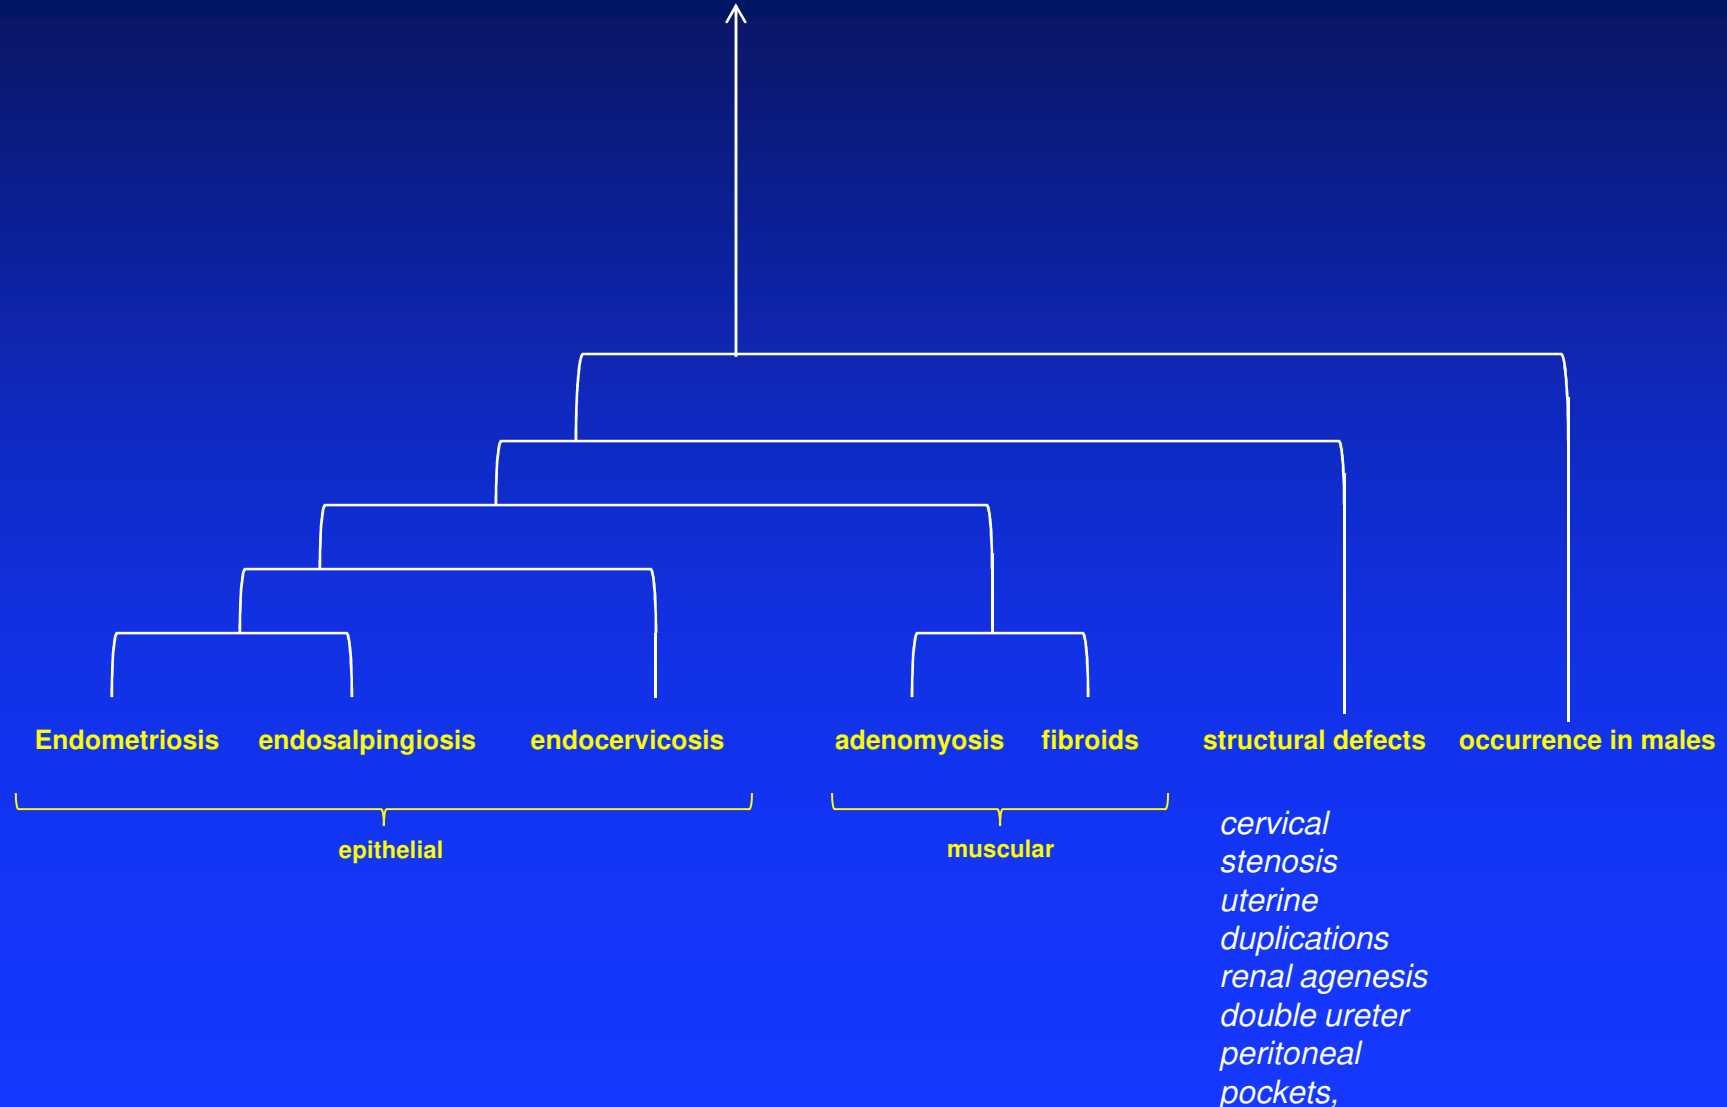 Endometriosis endosalpingiosis endocervicosis adenomyosis fibroids structural defects occurrence in males
epithelial muscular
cervical
stenosis
uterine
duplications
renal agenesis
double ureter
peritoneal
pockets,